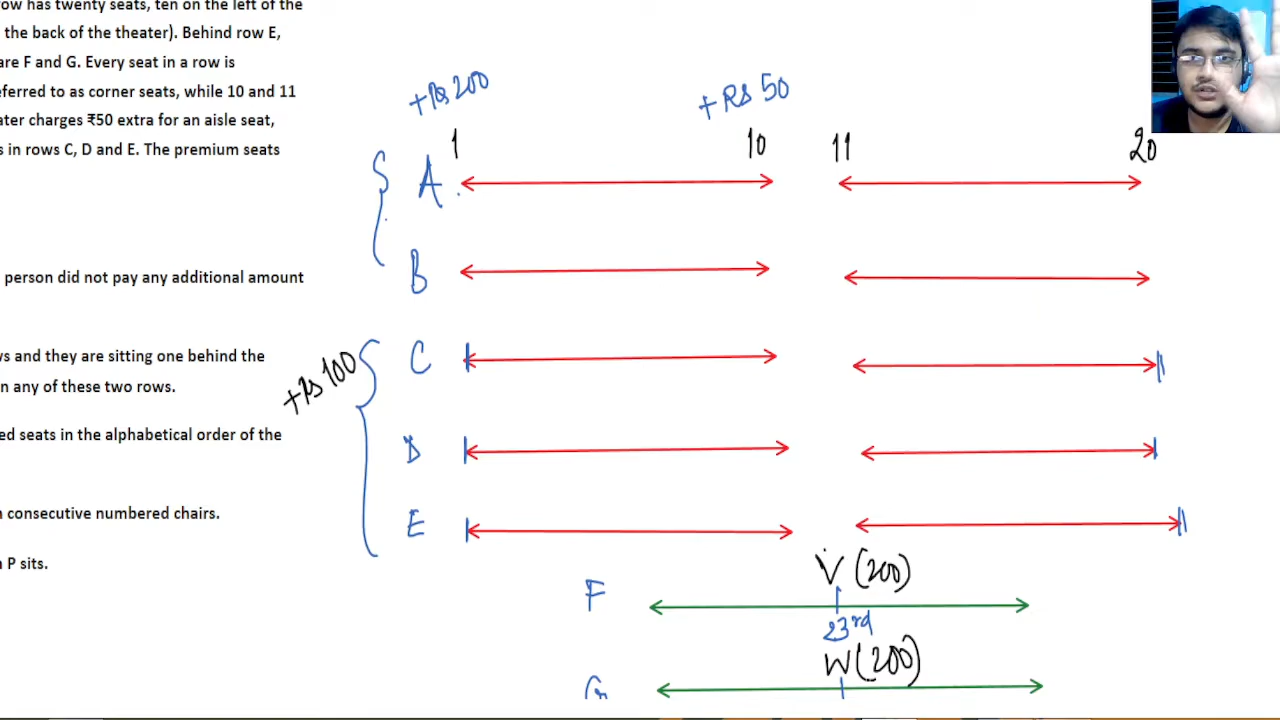 ow has twenty seats, ten on the left of the
the back of the theater). Behind row E,
are F and G. Every seat in a row is
eferred to as corner seats, while 10 and 11
ater charges ₹50 extra for an aisle seat,
s in rows C, D and E. The premium seats
person did not pay any additional amount
ws and they are sitting one behind the
n any of these two rows.
ed seats in the alphabetical order of the
n consecutive numbered chairs.
n P sits.
+Rs 200
+Rs 50
1 10 11 20
A
B
+Rs 100
C
D
E
V (200)
F
23rd
W (200)
G